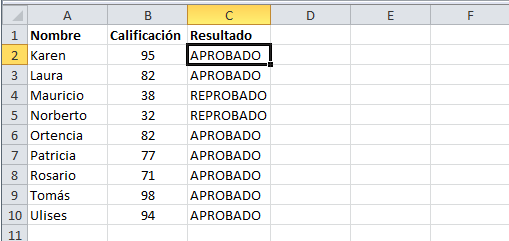 A B C D E F
1 Nombre Calificación Resultado
2 Karen 95 APROBADO
3 Laura 82 APROBADO
4 Mauricio 38 REPROBADO
5 Norberto 32 REPROBADO
6 Ortencia 82 APROBADO
7 Patricia 77 APROBADO
8 Rosario 71 APROBADO
9 Tomás 98 APROBADO
10 Ulises 94 APROBADO
11